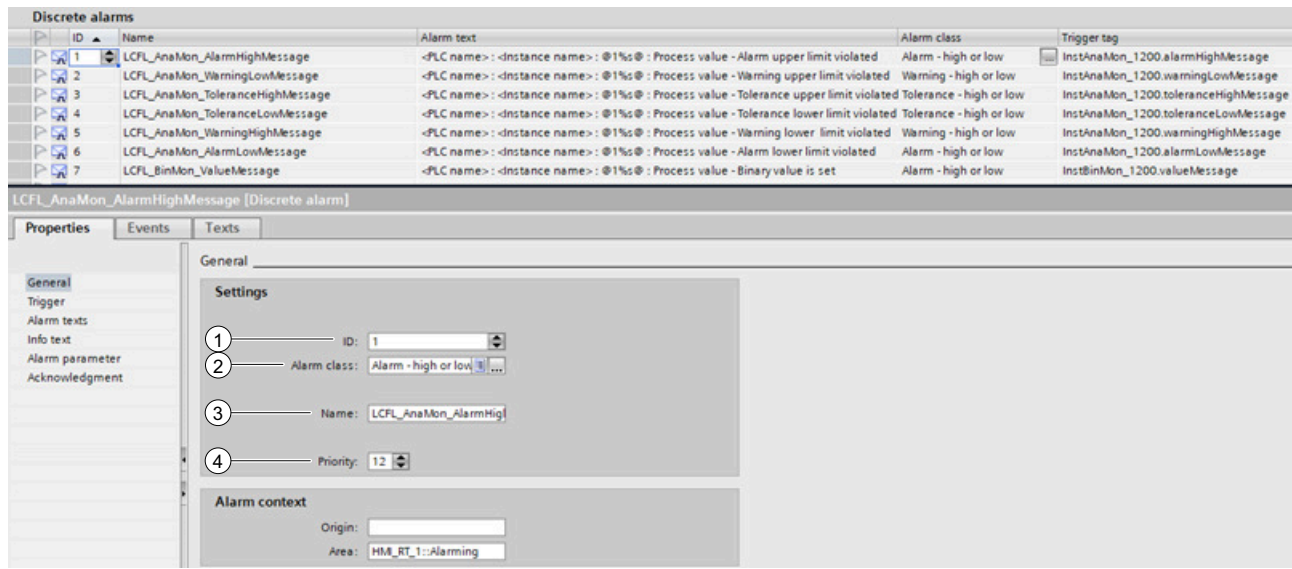 Discrete alarms
ID Name Alarm text Alarm class Trigger tag
1 LCFL_AnaMon_AlarmHighMessage <PLC name> : <Instance name> : @1%s@ : Process value - Alarm upper limit violated Alarm - high or low ... InstAnaMon_1200.alarmHighMessage
2 LCFL_AnaMon_WarningLowMessage <PLC name> : <Instance name> : @1%s@ : Process value - Warning upper limit violated Warning - high or low InstAnaMon_1200.warningLowMessage
3 LCFL_AnaMon_ToleranceHighMessage <PLC name> : <Instance name> : @1%s@ : Process value - Tolerance upper limit violated Tolerance - high or low InstAnaMon_1200.toleranceHighMessage
4 LCFL_AnaMon_ToleranceLowMessage <PLC name> : <Instance name> : @1%s@ : Process value - Tolerance lower limit violated Tolerance - high or low InstAnaMon_1200.toleranceLowMessage
5 LCFL_AnaMon_WarningHighMessage <PLC name> : <Instance name> : @1%s@ : Process value - Warning lower limit violated Warning - high or low InstAnaMon_1200.warningHighMessage
6 LCFL_AnaMon_AlarmLowMessage <PLC name> : <Instance name> : @1%s@ : Process value - Alarm lower limit violated Alarm - high or low InstAnaMon_1200.alarmLowMessage
7 LCFL_BinMon_ValueMessage <PLC name> : <Instance name> : @1%s@ : Process value - Binary value is set Alarm - high or low InstBinMon_1200.valueMessage
LCFL_AnaMon_AlarmHighMessage [Discrete alarm]
Properties Events Texts
General
Trigger
Alarm texts
Info text
Alarm parameter
Acknowledgment
General
Settings
1 ID: 1
2 Alarm class: Alarm - high or low ...
3 Name: LCFL_AnaMon_AlarmHigh
4 Priority: 12
Alarm context
Origin:
Area: HMI_RT_1::Alarming